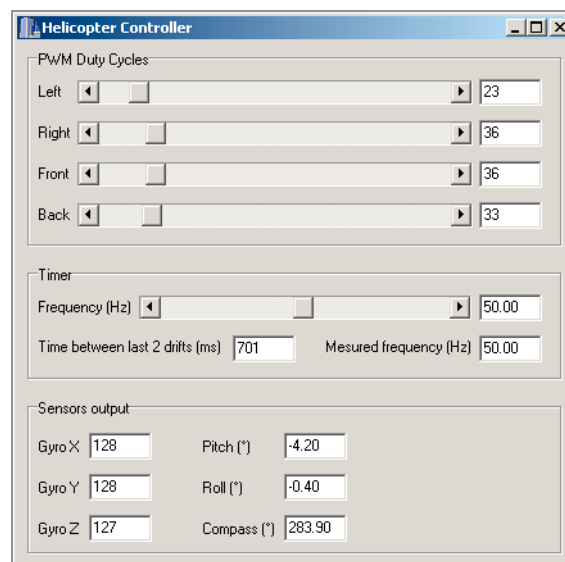 Helicopter Controller
PWM Duty Cycles
Left 23
Right 36
Front 36
Back 33
Timer
Frequency (Hz) 50.00
Time between last 2 drifts (ms) 701 Mesured frequency (Hz) 50.00
Sensors output
Gyro X 128 Pitch (°) -4.20
Gyro Y 128 Roll (°) -0.40
Gyro Z 127 Compass (°) 283.90